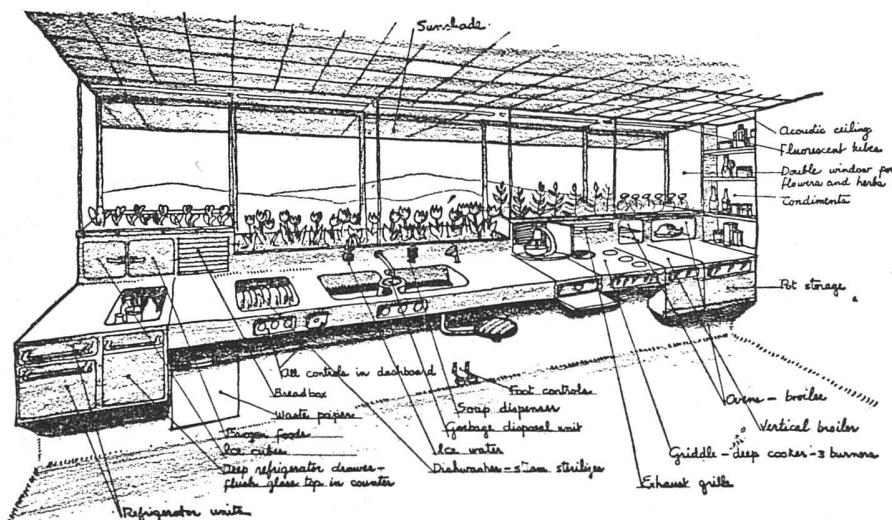 Sunshade
Acoustic ceiling
Fluorescent tubes
Double window for
flowers and herbs
Condiments
Pot storage
All controls in dashboard
Breadbox
Waste papers
Frozen foods
Ice cubes
Deep refrigerator drawer -
flush glass top in counter
Refrigerator units
Foot controls
Soap dispenser
Garbage disposal unit
Ice water
Dishwasher = steam sterilizer
Ovens - broiler
Vertical broiler
Griddle - deep cooker - 3 burners
Exhaust grille